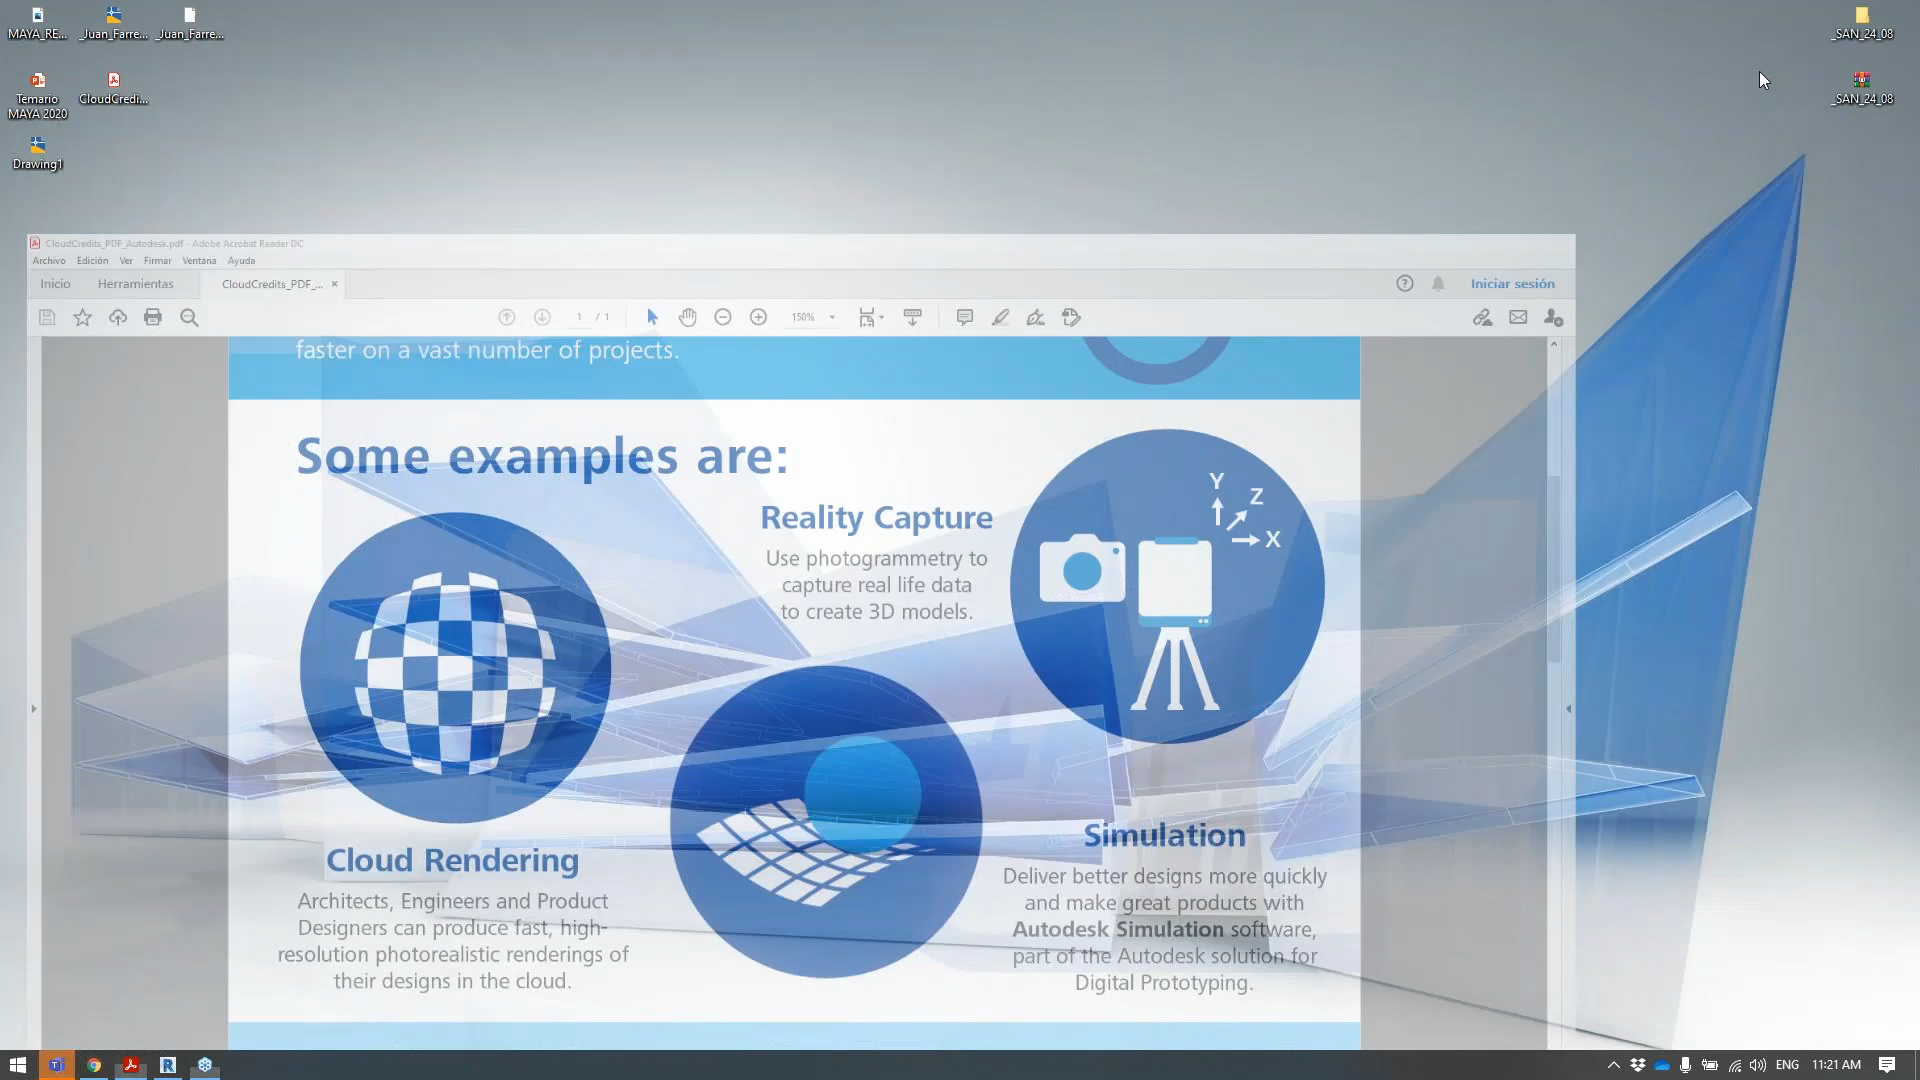 MAYA_RE...
_Juan_Farre...
_Juan_Farre...
_SAN_24_08
Temario
MAYA 2020
CloudCredi...
_SAN_24_08
Drawing1
CloudCredits_PDF_Autodesk.pdf - Adobe Acrobat Reader DC
Archivo Edición Ver Firmar Ventana Ayuda
Inicio Herramientas CloudCredits_PDF_... × Iniciar sesión
1 / 1 150%
faster on a vast number of projects.
Some examples are:
Reality Capture
Use photogrammetry to
capture real life data
to create 3D models.
Y
Z
X
Cloud Rendering
Architects, Engineers and Product
Designers can produce fast, high-
resolution photorealistic renderings of
their designs in the cloud.
Simulation
Deliver better designs more quickly
and make great products with
Autodesk Simulation software,
part of the Autodesk solution for
Digital Prototyping.
ENG 11:21 AM